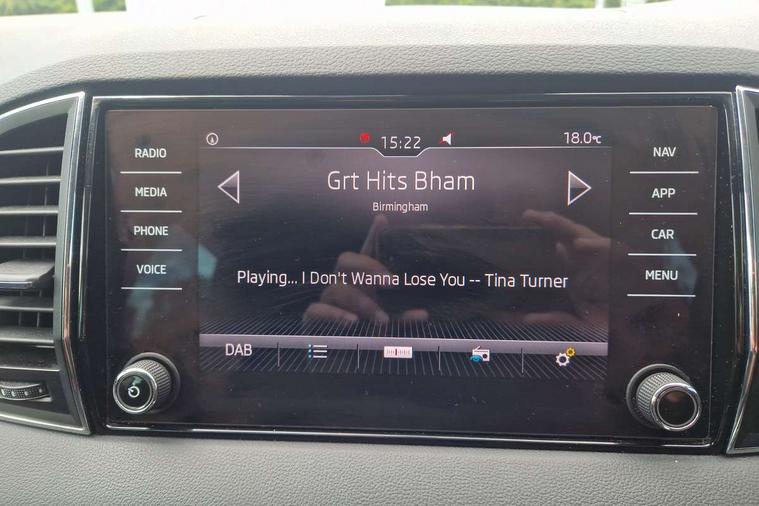 RADIO
MEDIA
PHONE
VOICE
15:22
18.0°C
Grt Hits Bham
Birmingham
Playing... I Don't Wanna Lose You -- Tina Turner
DAB
NAV
APP
CAR
MENU